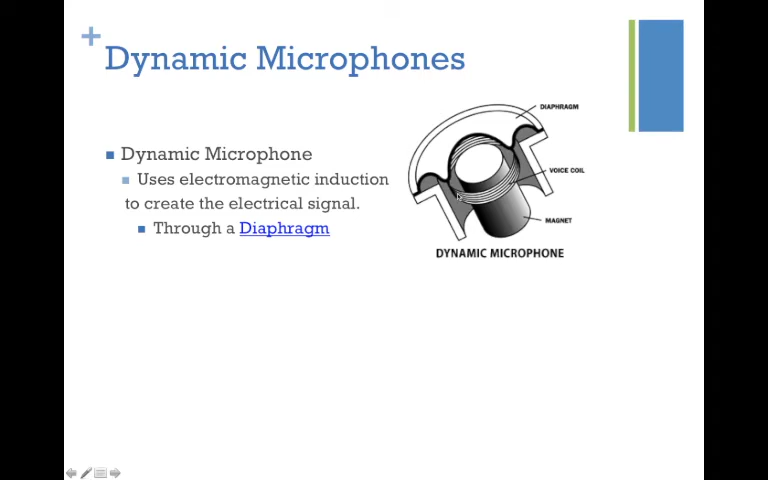 +
Dynamic Microphones
Dynamic Microphone
Uses electromagnetic induction
to create the electrical signal.
Through a Diaphragm
DIAPHRAGM
VOICE COIL
MAGNET
DYNAMIC MICROPHONE